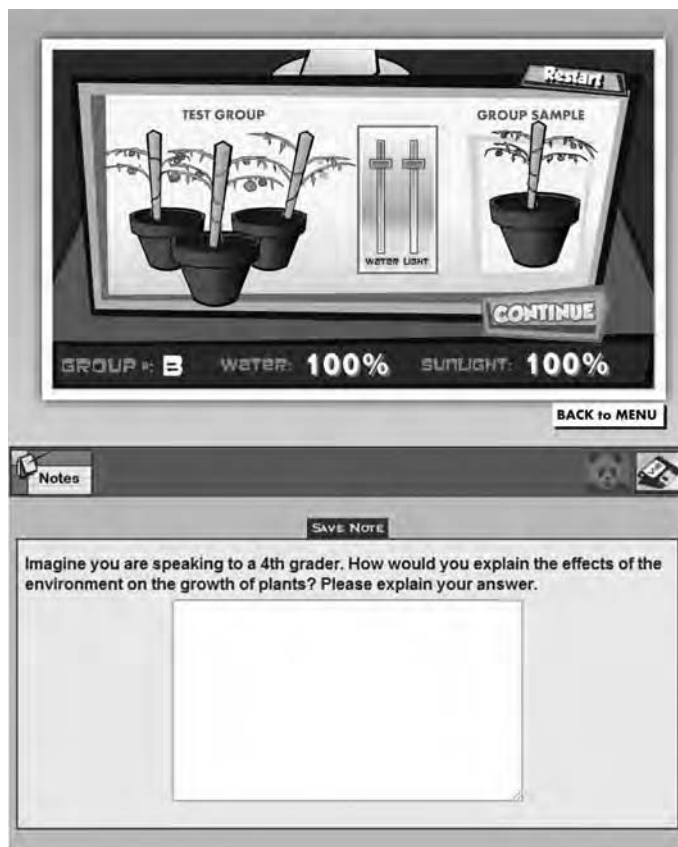 Restart
TEST GROUP
GROUP SAMPLE
WATER LIGHT
CONTINUE
GROUP #: B WATER: 100% SUNLIGHT: 100%
BACK to MENU
Notes
SAVE NOTE
Imagine you are speaking to a 4th grader. How would you explain the effects of the
environment on the growth of plants? Please explain your answer.